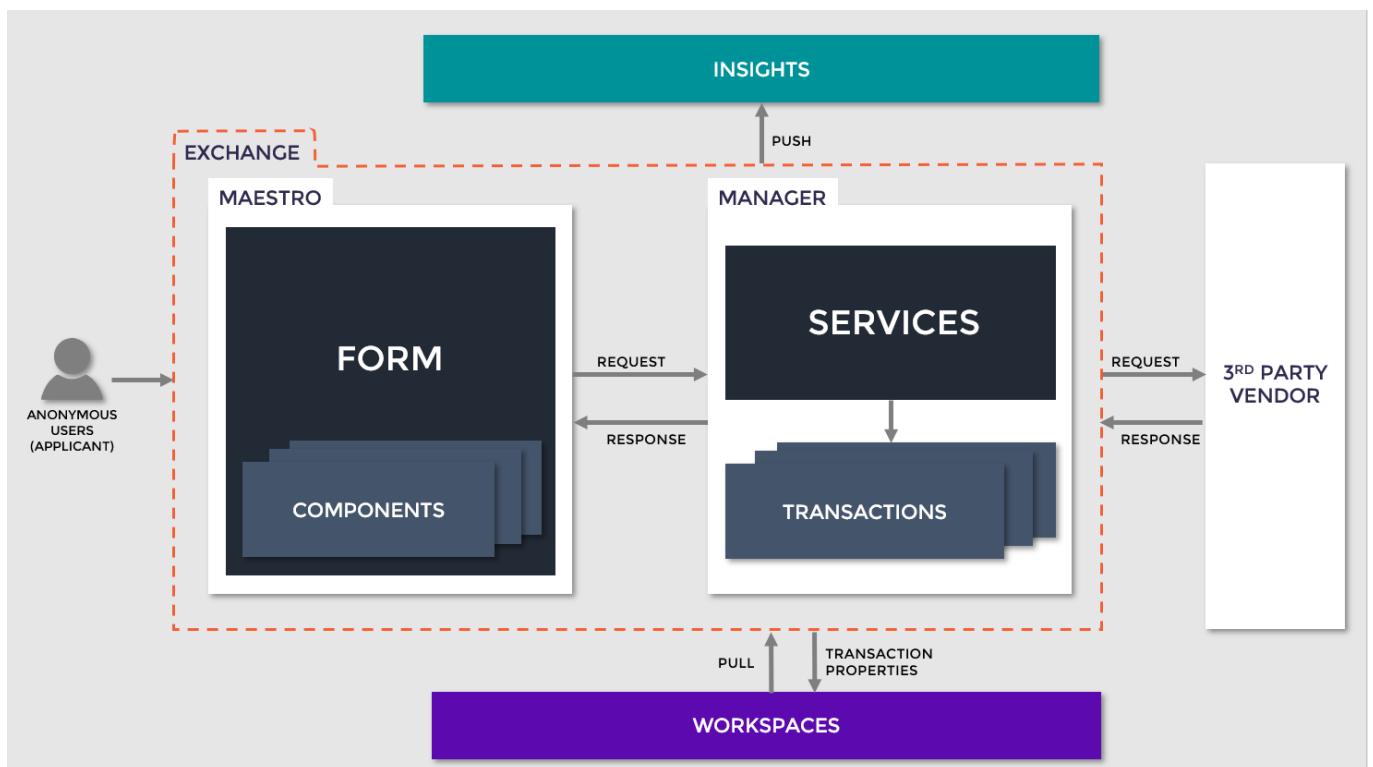 INSIGHTS
PUSH
EXCHANGE
MAESTRO
MANAGER
FORM
COMPONENTS
SERVICES
TRANSACTIONS
REQUEST
RESPONSE
REQUEST
RESPONSE
3RD PARTY
VENDOR
ANONYMOUS
USERS
(APPLICANT)
PULL
TRANSACTION
PROPERTIES
WORKSPACES